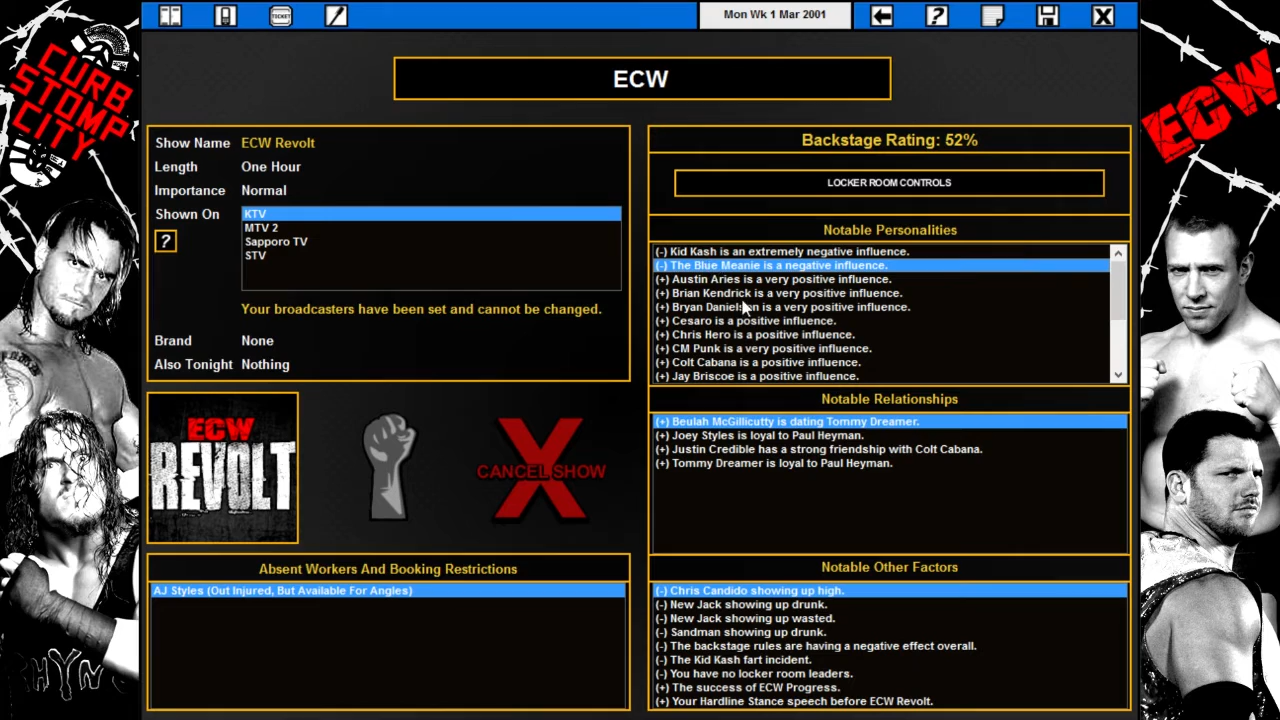 CURB
STOMP
CITY
TICKET
Mon Wk 1 Mar 2001
?
X
ECW
ECW
Show Name ECW Revolt
Length One Hour
Importance Normal
Shown On KTV
MTV 2
Sapporo TV
STV
?
Your broadcasters have been set and cannot be changed.
Brand None
Also Tonight Nothing
ECW
REVOLT
CANCEL SHOW
Absent Workers And Booking Restrictions
AJ Styles (Out Injured, But Available For Angles)
Backstage Rating: 52%
LOCKER ROOM CONTROLS
Notable Personalities
(-) Kid Kash is an extremely negative influence.
(-) The Blue Meanie is a negative influence.
(+) Austin Aries is a very positive influence.
(+) Brian Kendrick is a very positive influence.
(+) Bryan Danielson is a very positive influence.
(+) Cesaro is a positive influence.
(+) Chris Hero is a positive influence.
(+) CM Punk is a very positive influence.
(+) Colt Cabana is a positive influence.
(+) Jay Briscoe is a positive influence.
Notable Relationships
(+) Beulah McGillicutty is dating Tommy Dreamer.
(+) Joey Styles is loyal to Paul Heyman.
(+) Justin Credible has a strong friendship with Colt Cabana.
(+) Tommy Dreamer is loyal to Paul Heyman.
Notable Other Factors
(-) Chris Candido showing up high.
(-) New Jack showing up drunk.
(-) New Jack showing up wasted.
(-) Sandman showing up drunk.
(-) The backstage rules are having a negative effect overall.
(-) The Kid Kash fart incident.
(-) You have no locker room leaders.
(+) The success of ECW Progress.
(+) Your Hardline Stance speech before ECW Revolt.